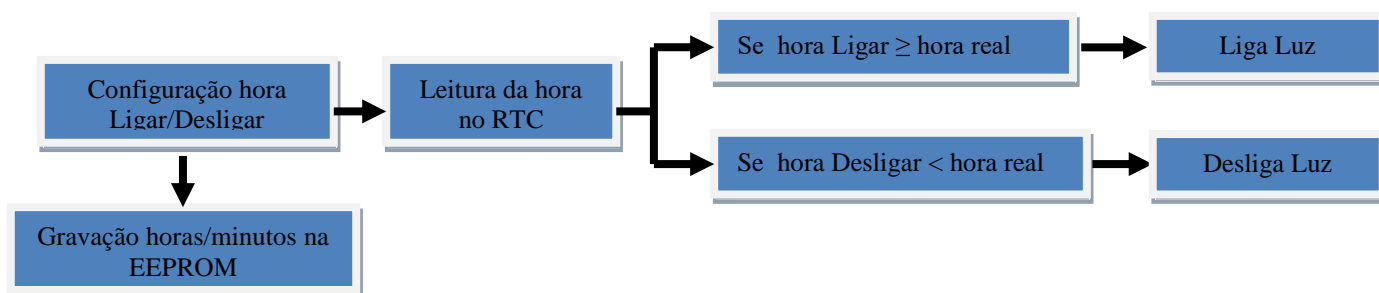 Configuração hora
Ligar/Desligar
Leitura da hora
no RTC
Se hora Ligar ≥ hora real
Liga Luz
Se hora Desligar < hora real
Desliga Luz
Gravação horas/minutos na
EEPROM